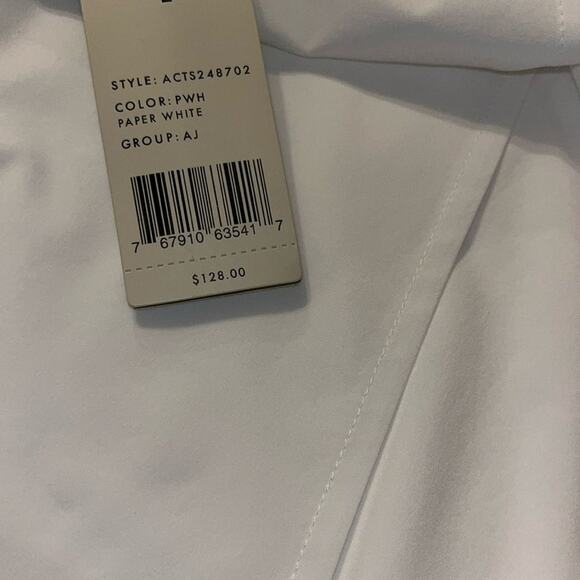 STYLE: ACTS248702
COLOR: PWH
PAPER WHITE
GROUP: AJ
7 67910 63541 7
$128.00